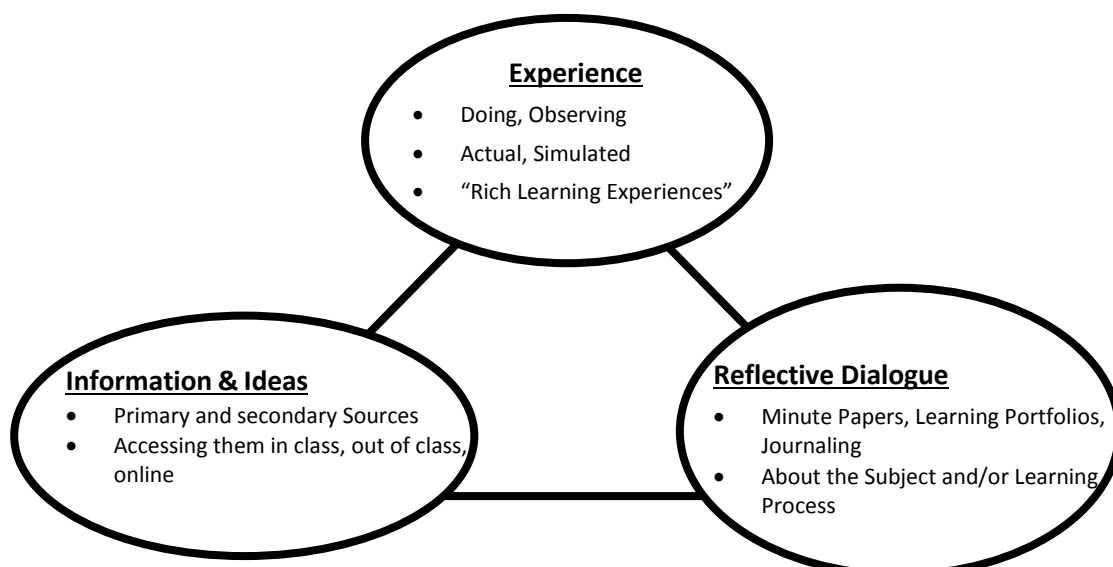 Experience
• Doing, Observing
• Actual, Simulated
• “Rich Learning Experiences”
Information & Ideas
• Primary and secondary Sources
• Accessing them in class, out of class,
online
Reflective Dialogue
• Minute Papers, Learning Portfolios,
Journaling
• About the Subject and/or Learning
Process